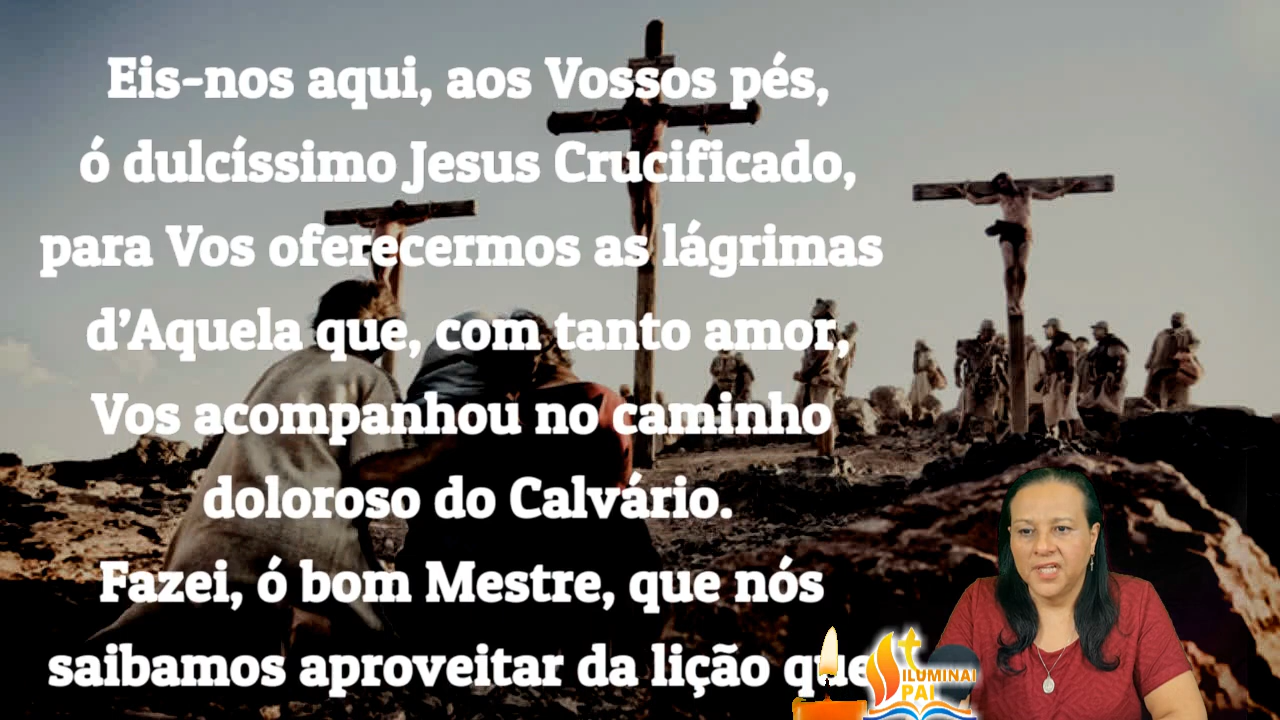 Eis-nos aqui, aos Vossos pés,
ó dulcíssimo Jesus Crucificado,
para Vos oferecermos as lágrimas
d’Aquela que, com tanto amor,
Vos acompanhou no caminho
doloroso do Calvário.
Fazei, ó bom Mestre, que nós
saibamos aproveitar da lição que
ILUMINAI
PAI